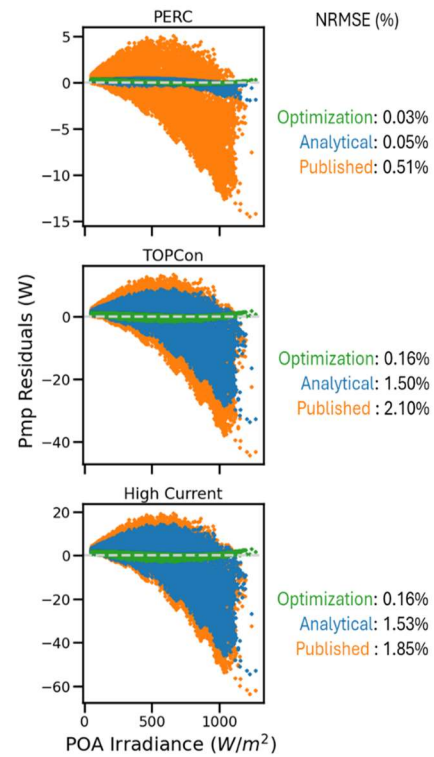 PERC
NRMSE (%)
5
0
−5
−10
−15
Optimization: 0.03%
Analytical: 0.05%
Published: 0.51%
TOPCon
0
−20
−40
Optimization: 0.16%
Analytical: 1.50%
Published : 2.10%
Pmp Residuals (W)
High Current
20
0
−20
−40
−60
Optimization: 0.16%
Analytical: 1.53%
Published : 1.85%
0 500 1000
POA Irradiance (W/m²)